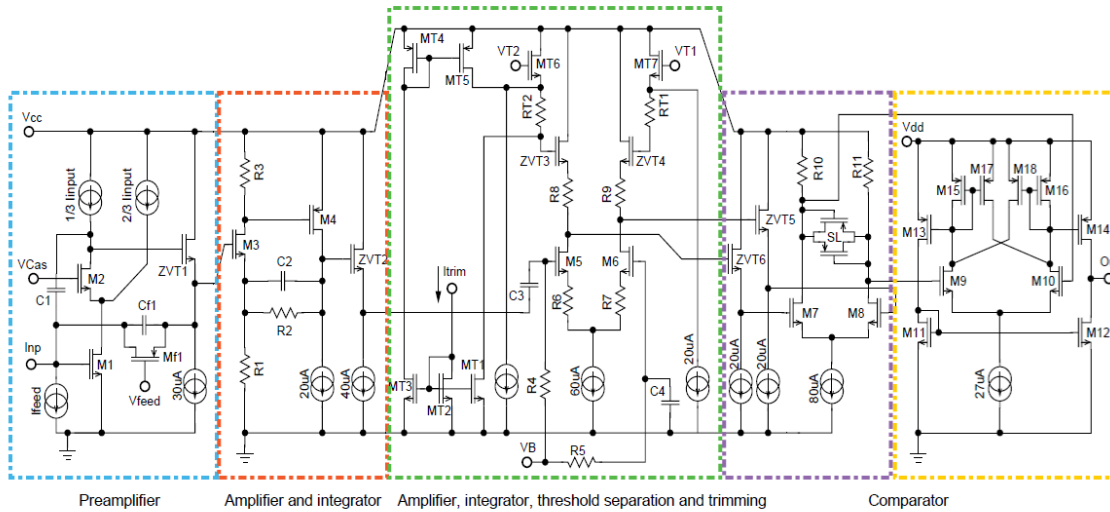 Vcc
1/3 Iinput
2/3 Iinput
VCas
M2
C1
ZVT1
Cf1
Inp
M1
Mf1
Ifeed
Vfeed
30uA
R3
M4
M3
ZVT2
C2
R2
R1
20uA
40uA
MT4
MT5
VT2
MT6
RT2
ZVT3
VT1
MT7
RT1
ZVT4
R8
R9
M5
M6
R6
R7
C3
Itrim
MT3
MT2
MT1
R4
60uA
C4
20uA
VB
R5
R10
R11
ZVT5
ZVT6
SL
M7
M8
20uA
20uA
80uA
Vdd
M15
M17
M18
M16
M13
M14
M9
M10
M11
M12
27uA
Preamplifier
Amplifier and integrator
Amplifier, integrator, threshold separation and trimming
Comparator